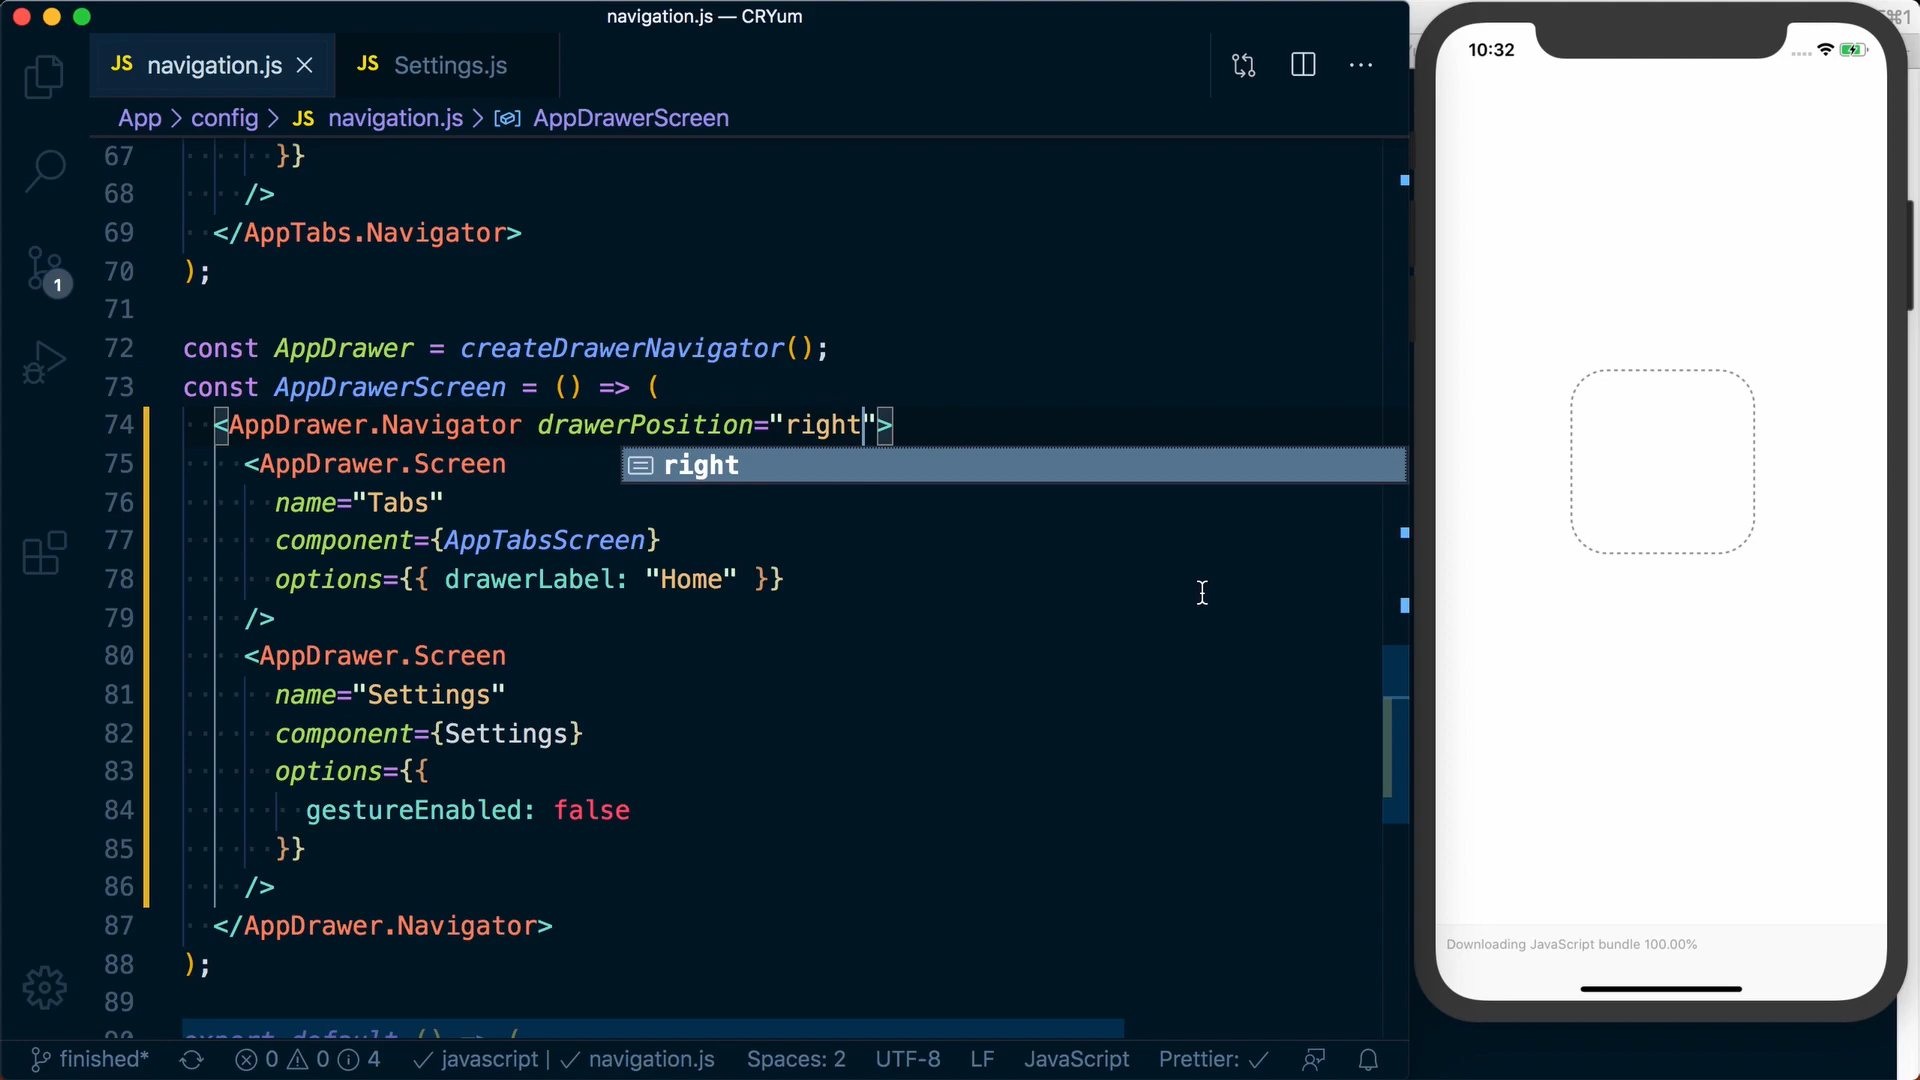 navigation.js — CRYum
⌘1
JS navigation.js
JS Settings.js
App > config > JS navigation.js > AppDrawerScreen
67 }}
68 />
69 </AppTabs.Navigator>
70 );
71
72 const AppDrawer = createDrawerNavigator();
73 const AppDrawerScreen = () => (
74 <AppDrawer.Navigator drawerPosition="right">
75 <AppDrawer.Screen
right
76 name="Tabs"
77 component={AppTabsScreen}
78 options={{ drawerLabel: "Home" }}
79 />
80 <AppDrawer.Screen
81 name="Settings"
82 component={Settings}
83 options={{
84 gestureEnabled: false
85 }}
86 />
87 </AppDrawer.Navigator>
88 );
89
1
finished* 0 0 4 javascript | navigation.js Spaces: 2 UTF-8 LF JavaScript Prettier: ✓
10:32
Downloading JavaScript bundle 100.00%